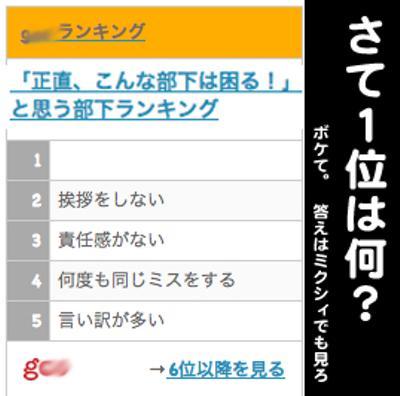 ランキング
「正直、こんな部下は困る！」
と思う部下ランキング
1
2 挨拶をしない
3 責任感がない
4 何度も同じミスをする
5 言い訳が多い
→6位以降を見る
さて1位は何？
ボケて。 答えはミクシィでも見ろ